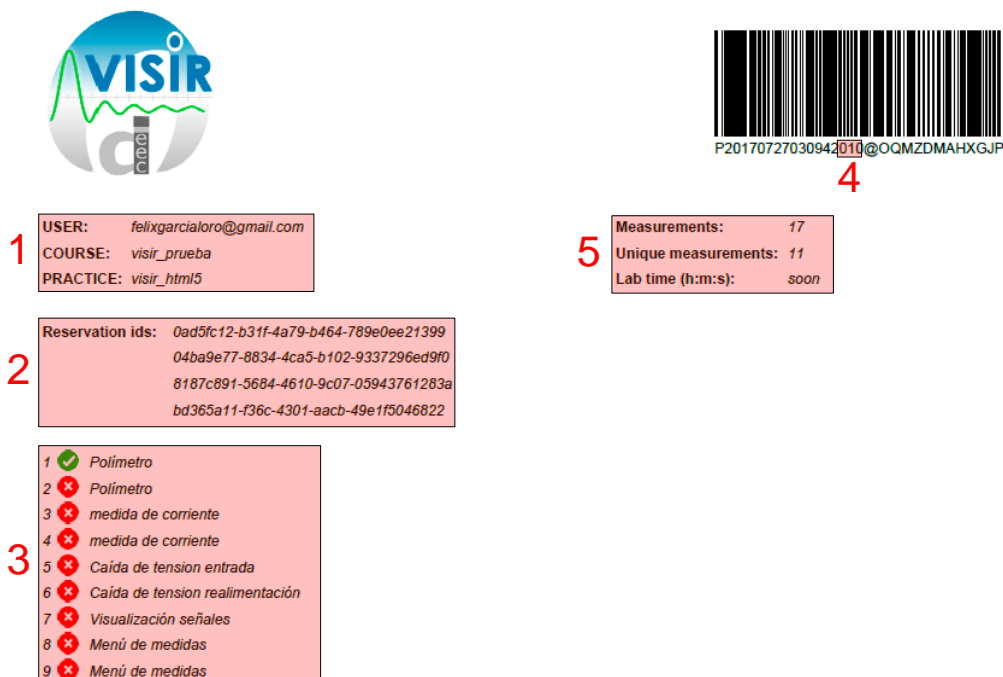 VISIR
dieeec
P20170727030942010@OQMZDMAHXGJP
4
1
USER: felixgarcialoro@gmail.com
COURSE: visir_prueba
PRACTICE: visir_html5
5
Measurements: 17
Unique measurements: 11
Lab time (h:m:s): soon
2
Reservation ids: 0ad5fc12-b31f-4a79-b464-789e0ee21399
04ba9e77-8834-4ca5-b102-9337296ed9f0
8187c891-5684-4610-9c07-05943761283a
bd365a11-f36c-4301-aacb-49e1f5046822
3
1 Polímetro
2 Polímetro
3 medida de corriente
4 medida de corriente
5 Caída de tension entrada
6 Caída de tension realimentación
7 Visualización señales
8 Menú de medidas
9 Menú de medidas